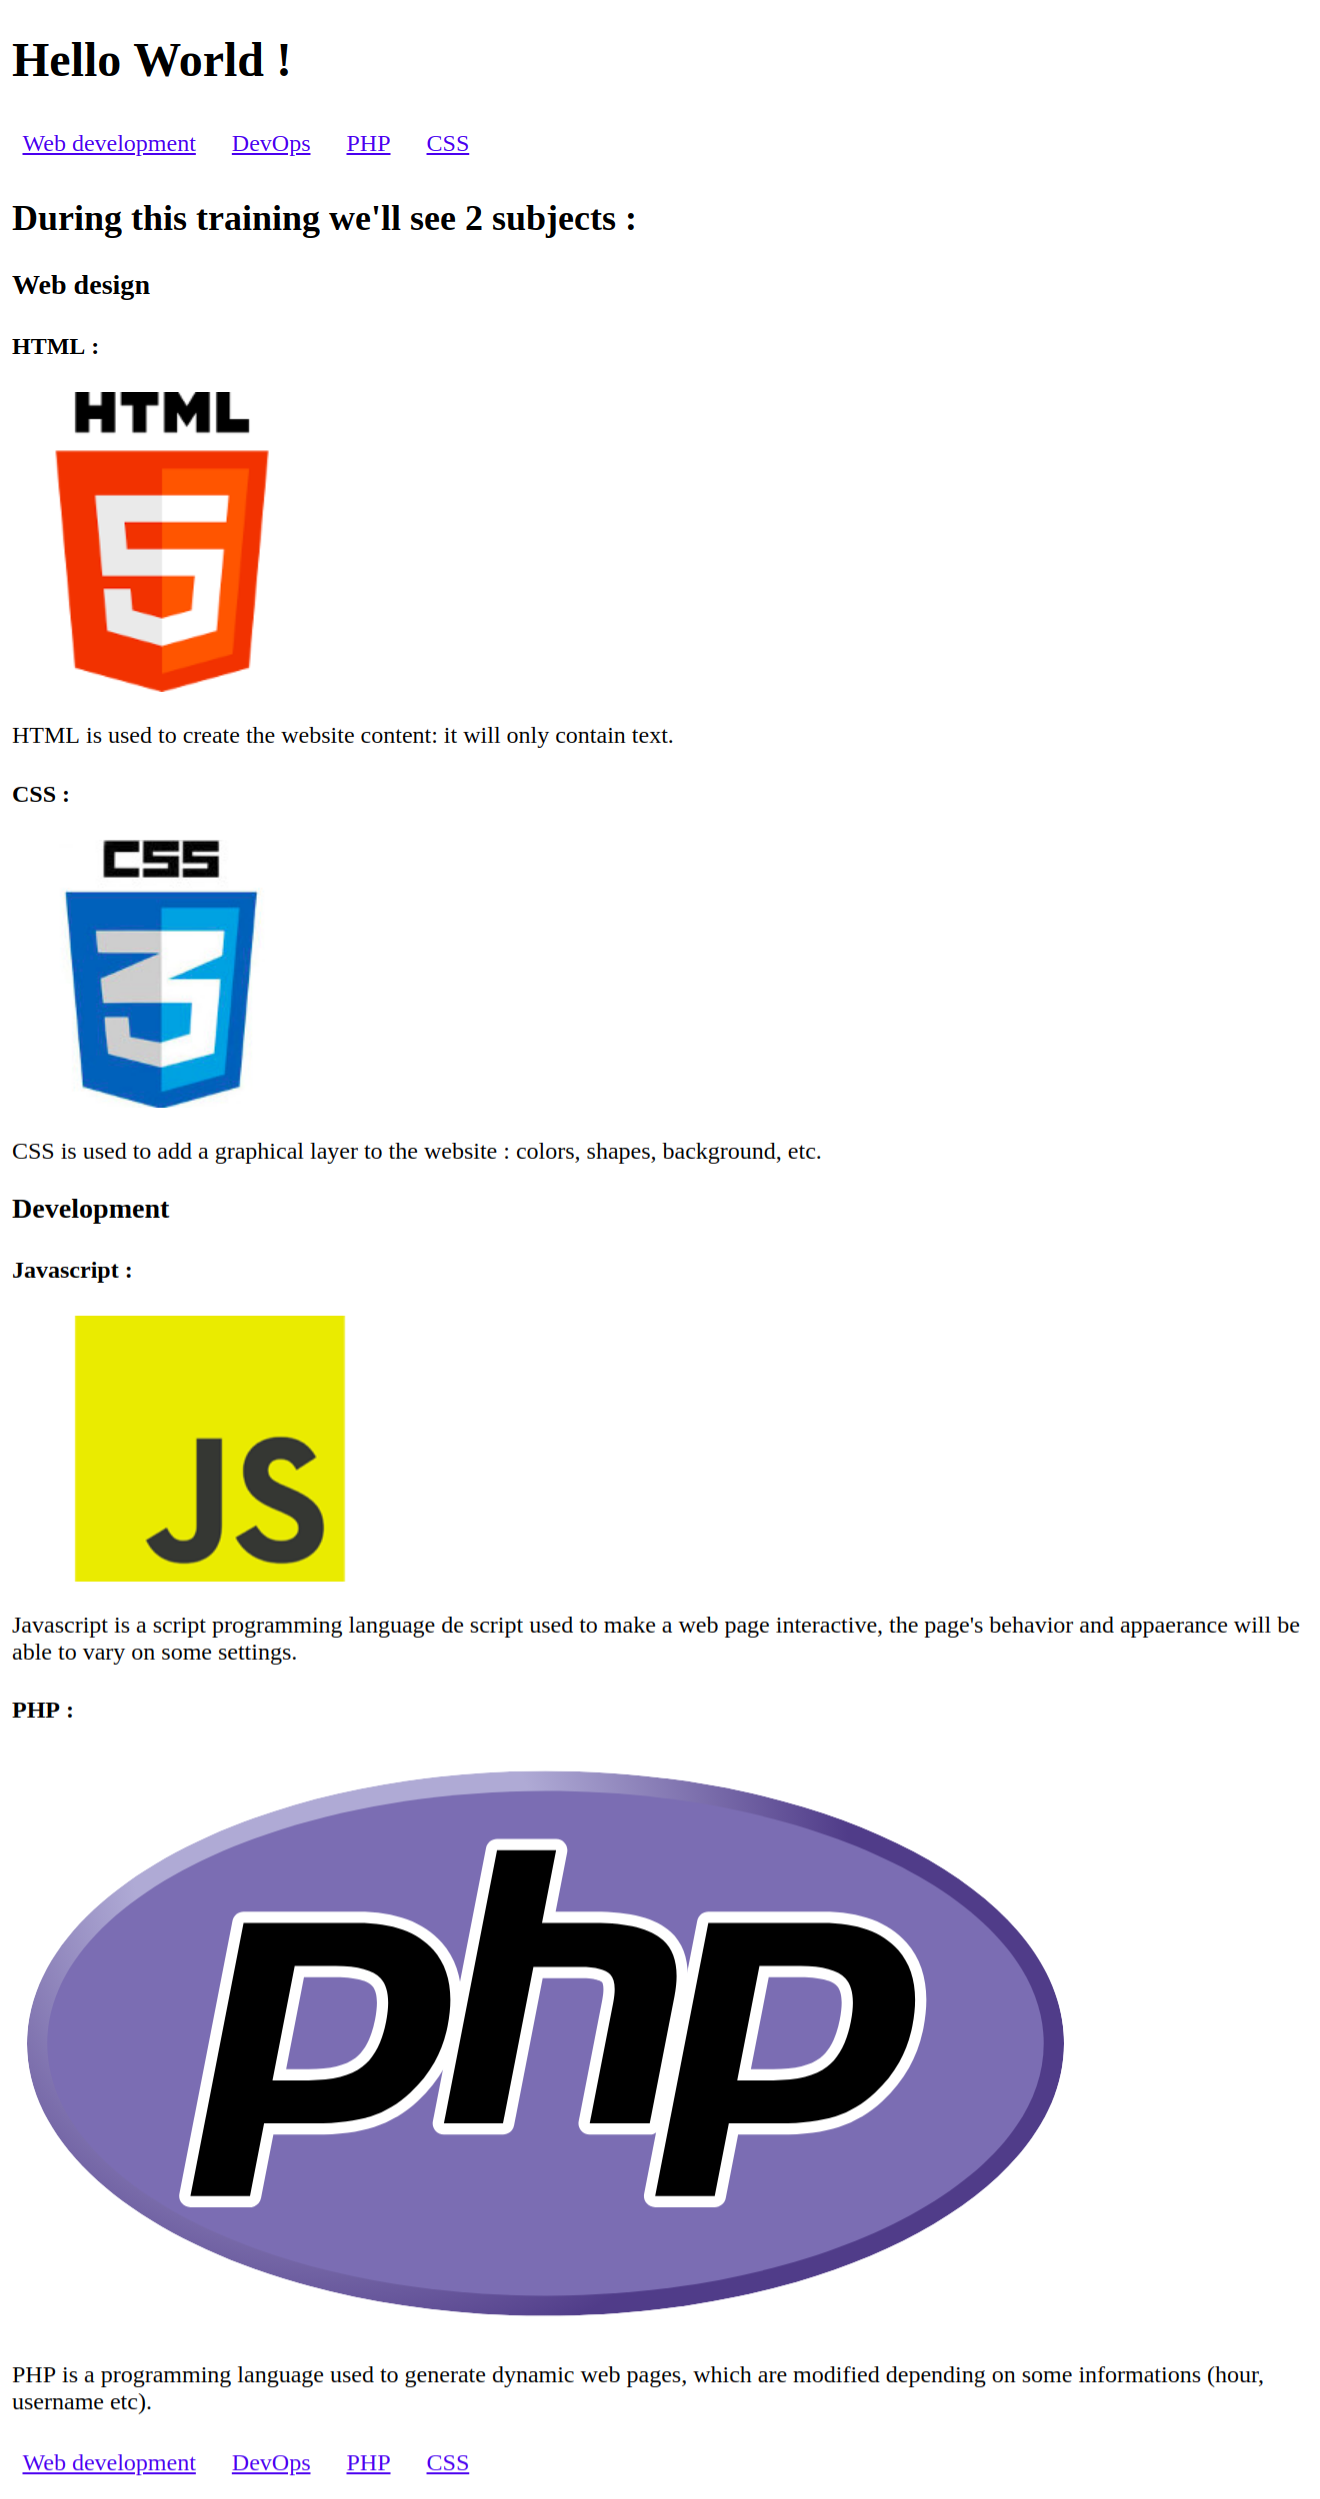 Hello World !
Web development DevOps PHP CSS
During this training we'll see 2 subjects :
Web design
HTML :
HTML
5
HTML is used to create the website content: it will only contain text.
CSS :
CSS
3
CSS is used to add a graphical layer to the website : colors, shapes, background, etc.
Development
Javascript :
JS
Javascript is a script programming language de script used to make a web page interactive, the page's behavior and appaerance will be
able to vary on some settings.
PHP :
php
PHP is a programming language used to generate dynamic web pages, which are modified depending on some informations (hour,
username etc).
Web development DevOps PHP CSS